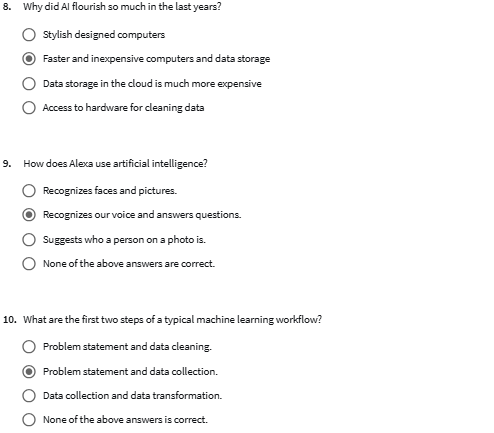 8. Why did AI flourish so much in the last years?
Stylish designed computers
Faster and inexpensive computers and data storage
Data storage in the cloud is much more expensive
Access to hardware for cleaning data
9. How does Alexa use artificial intelligence?
Recognizes faces and pictures.
Recognizes our voice and answers questions.
Suggests who a person on a photo is.
None of the above answers are correct.
10. What are the first two steps of a typical machine learning workflow?
Problem statement and data cleaning.
Problem statement and data collection.
Data collection and data transformation.
None of the above answers is correct.